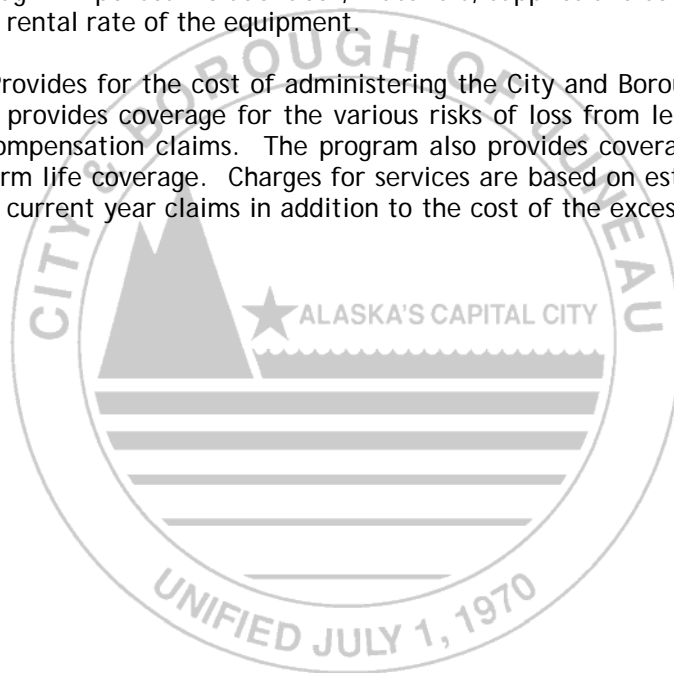 rental rate of the equipment.
Provides for the cost of administering the City and Borou
provides coverage for the various risks of loss from le
ompensation claims. The program also provides covera
rm life coverage. Charges for services are based on est
current year claims in addition to the cost of the exces
CITY & BOROUGH OF JUNEAU
ALASKA'S CAPITAL CITY
UNIFIED JULY 1, 1970